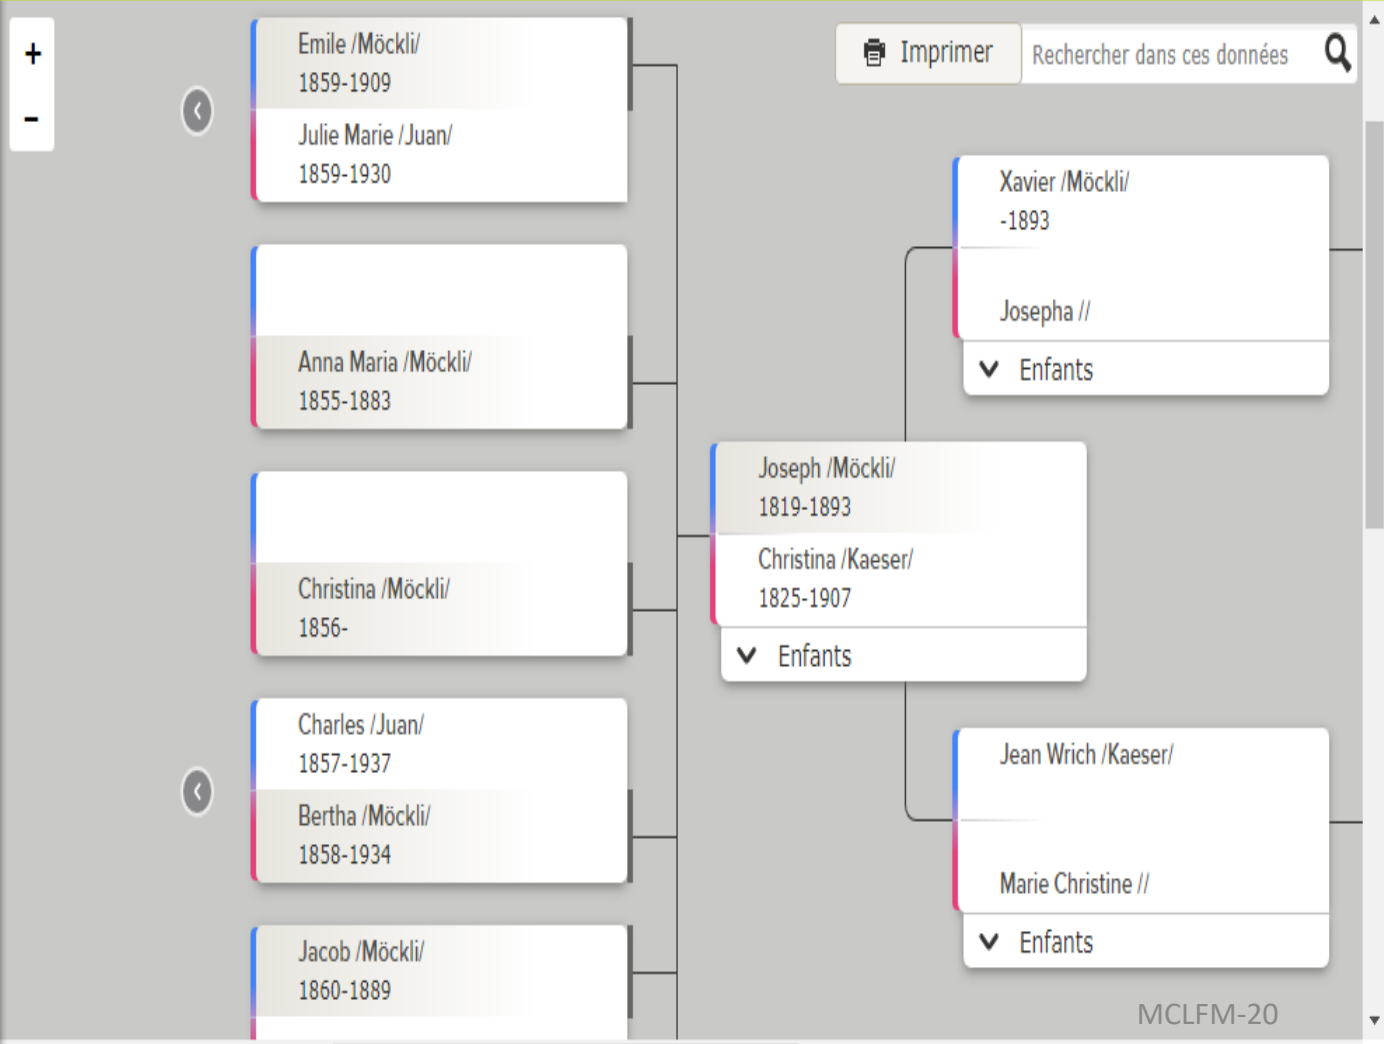 +
-
Emile /Möckli/
1859-1909
Julie Marie /Juan/
1859-1930
Anna Maria /Möckli/
1855-1883
Christina /Möckli/
1856-
Charles /Juan/
1857-1937
Bertha /Möckli/
1858-1934
Jacob /Möckli/
1860-1889
Joseph /Möckli/
1819-1893
Christina /Kaeser/
1825-1907
Enfants
Imprimer
Rechercher dans ces données
Xavier /Möckli/
-1893
Josepha //
Enfants
Jean Wrich /Kaeser/
Marie Christine //
Enfants
MCLFM-20